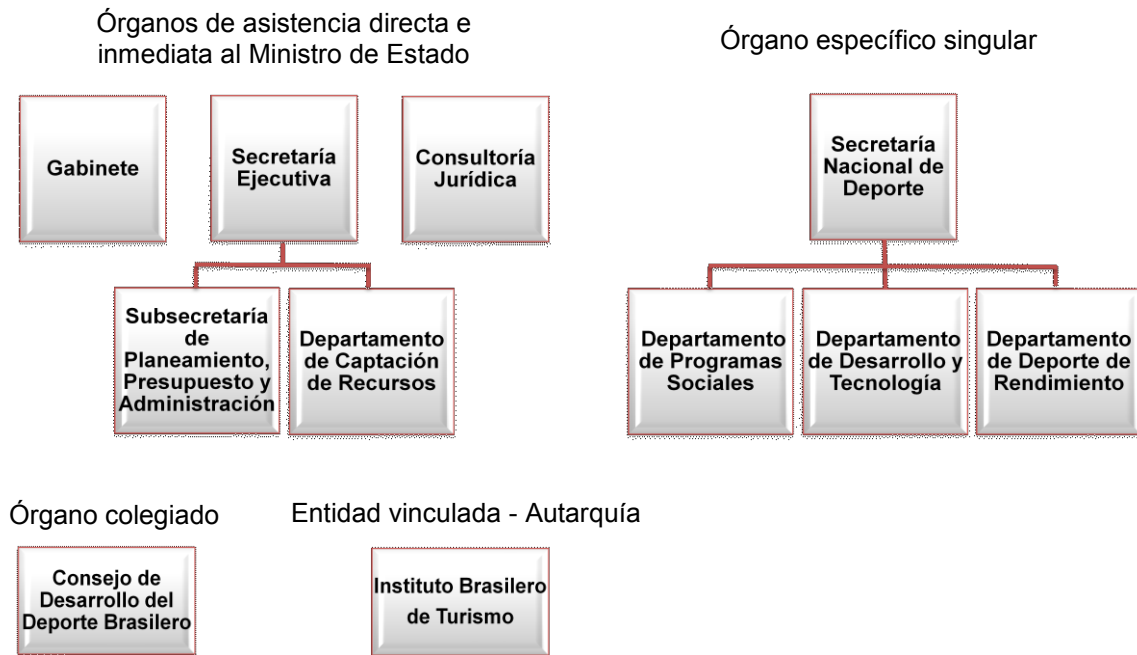 Órganos de asistencia directa e
inmediata al Ministro de Estado
Órgano específico singular
Gabinete
Secretaría
Ejecutiva
Consultoría
Jurídica
Secretaría
Nacional de
Deporte
Subsecretaría
de
Planeamiento,
Presupuesto y
Administración
Departamento
de Captación
de Recursos
Departamento
de Programas
Sociales
Departamento
de Desarrollo y
Tecnología
Departamento
de Deporte de
Rendimiento
Órgano colegiado
Entidad vinculada - Autarquía
Consejo de
Desarrollo del
Deporte Brasilero
Instituto Brasilero
de Turismo